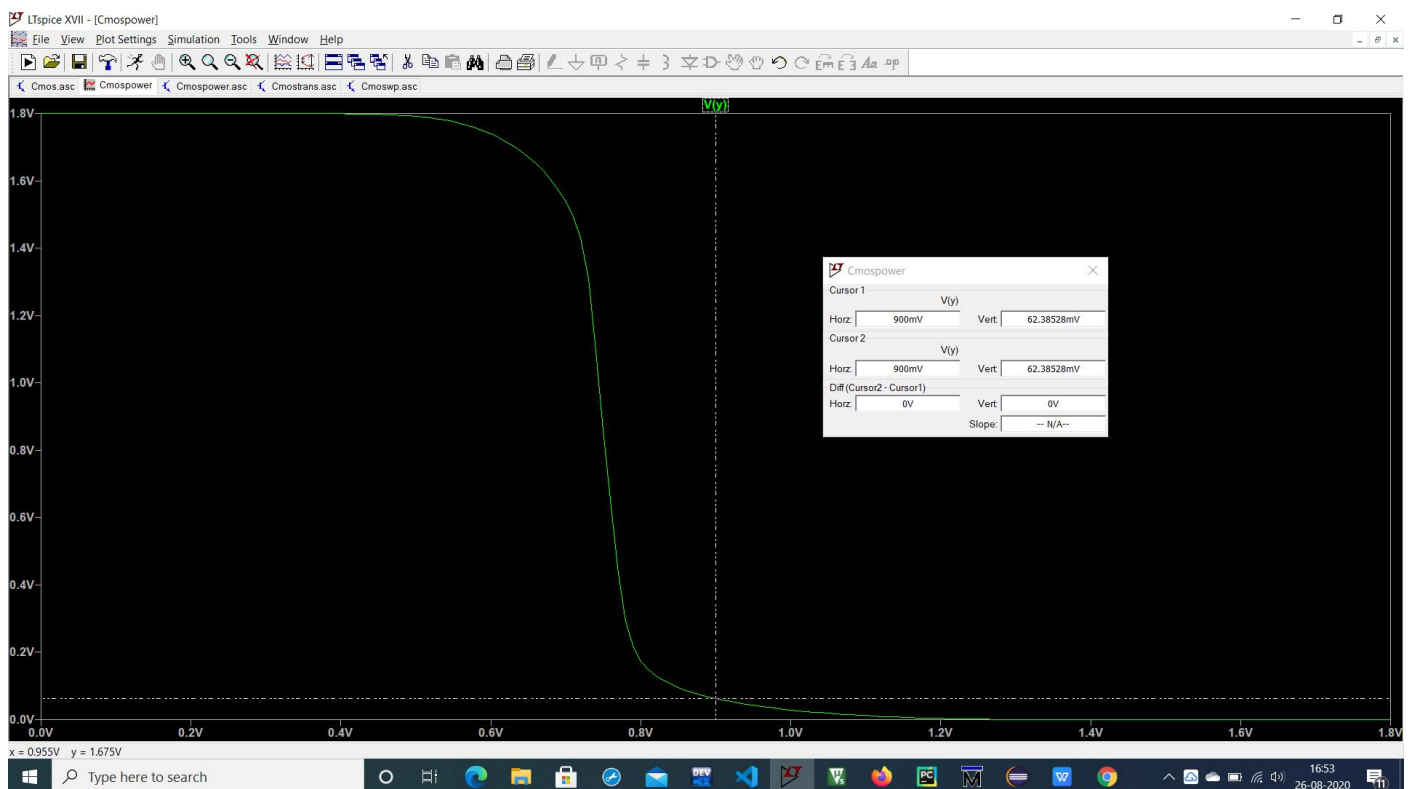 LTspice XVII - [Cmospower]
File View Plot Settings Simulation Tools Window Help
Cmos.asc Cmospower Cmospower.asc Cmostrans.asc Cmoswp.asc
V(y)
1.8V
1.6V
1.4V
1.2V
1.0V
0.8V
0.6V
0.4V
0.2V
0.0V
0.0V 0.2V 0.4V 0.6V 0.8V 1.0V 1.2V 1.4V 1.6V 1.8V
Cmospower
Cursor 1
V(y)
Horz: 900mV Vert: 62.38528mV
Cursor 2
V(y)
Horz: 900mV Vert: 62.38528mV
Diff (Cursor2 - Cursor1)
Horz: 0V Vert: 0V
Slope: -- N/A--
x = 0.955V y = 1.675V
Type here to search
16:53
26-08-2020